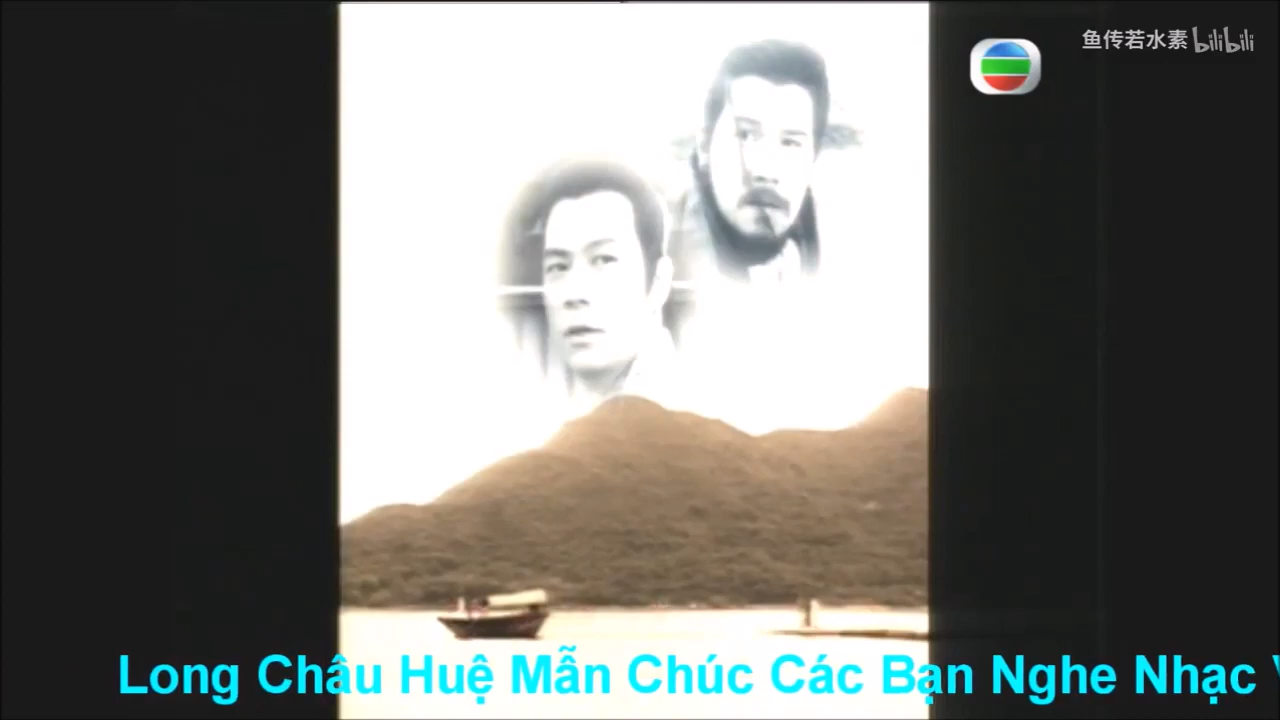 鱼传若水素 bilibili
Long Châu Huệ Mẫn Chúc Các Bạn Nghe Nhạc V